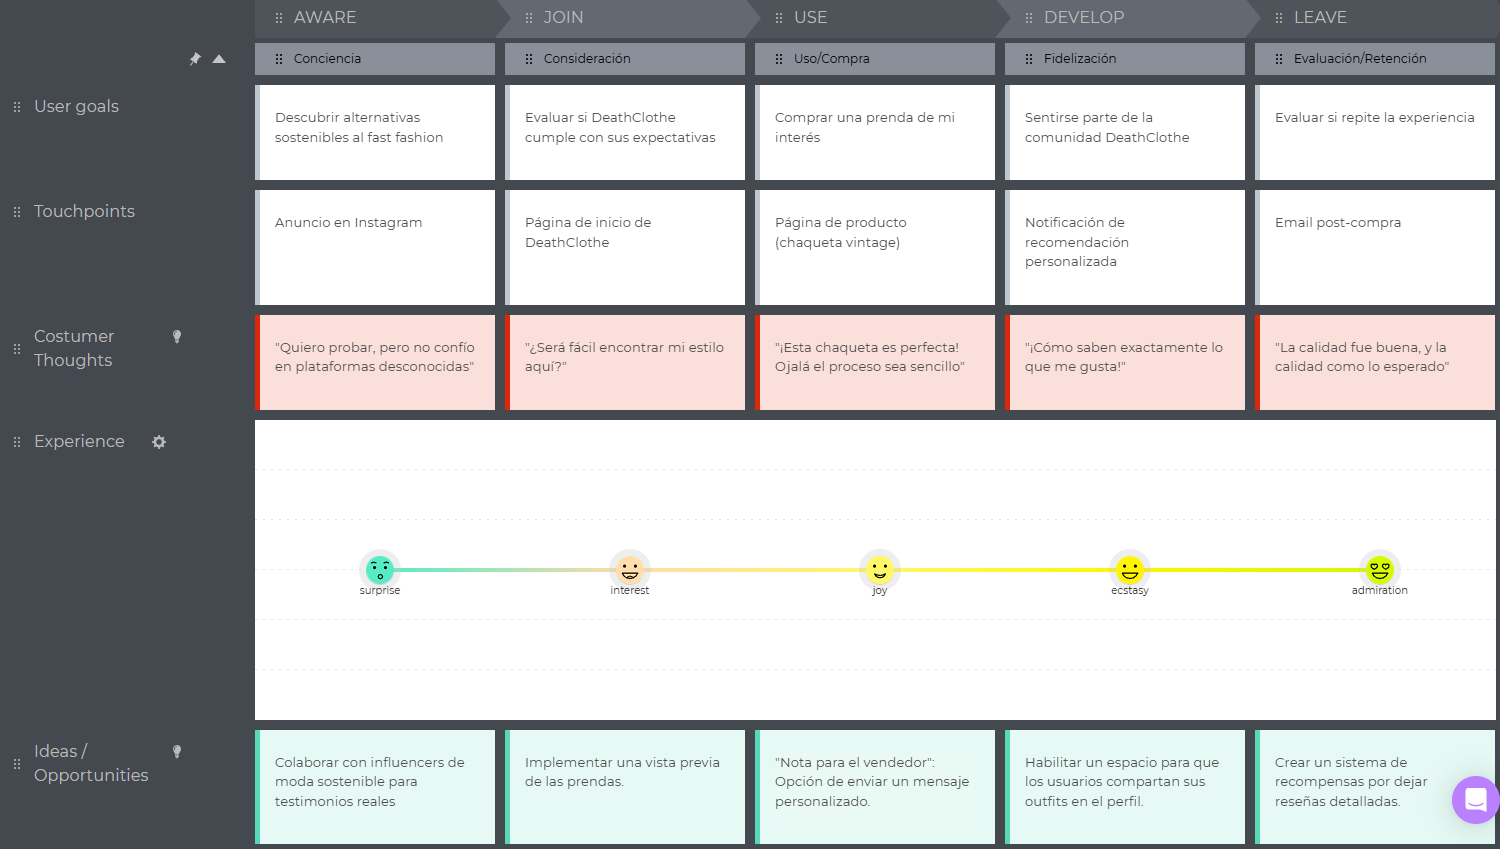 AWARE
JOIN
USE
DEVELOP
LEAVE
Conciencia
Consideración
Uso/Compra
Fidelización
Evaluación/Retención
User goals
Descubrir alternativas
sostenibles al fast fashion
Evaluar si DeathClothe
cumple con sus expectativas
Comprar una prenda de mi
interés
Sentirse parte de la
comunidad DeathClothe
Evaluar si repite la experiencia
Touchpoints
Anuncio en Instagram
Página de inicio de
DeathClothe
Página de producto
(chaqueta vintage)
Notificación de
recomendación
personalizada
Email post-compra
Costumer
Thoughts
"Quiero probar, pero no confío
en plataformas desconocidas"
"¿Será fácil encontrar mi estilo
aquí?"
"¡Esta chaqueta es perfecta!
Ojalá el proceso sea sencillo"
"¡Cómo saben exactamente lo
que me gusta!"
"La calidad fue buena, y la
calidad como lo esperado"
Experience
surprise
interest
joy
ecstasy
admiration
Ideas /
Opportunities
Colaborar con influencers de
moda sostenible para
testimonios reales
Implementar una vista previa
de las prendas.
"Nota para el vendedor":
Opción de enviar un mensaje
personalizado.
Habilitar un espacio para que
los usuarios compartan sus
outfits en el perfil.
Crear un sistema de
recompensas por dejar
reseñas detalladas.